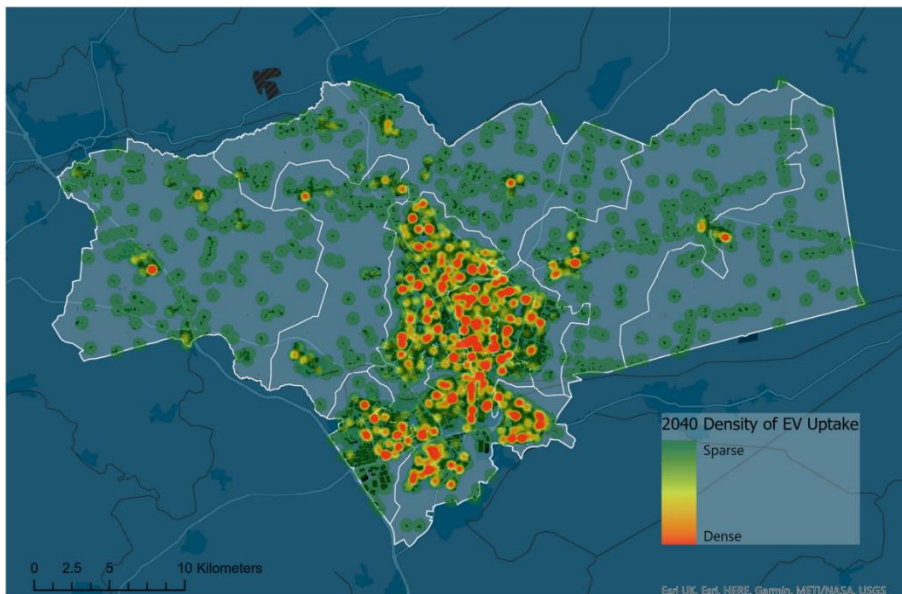 2040 Density of EV Uptake
Sparse
Dense
0 2.5 5 10 Kilometers
Esri UK, Esri, HERE, Garmin, METI/NASA, USGS